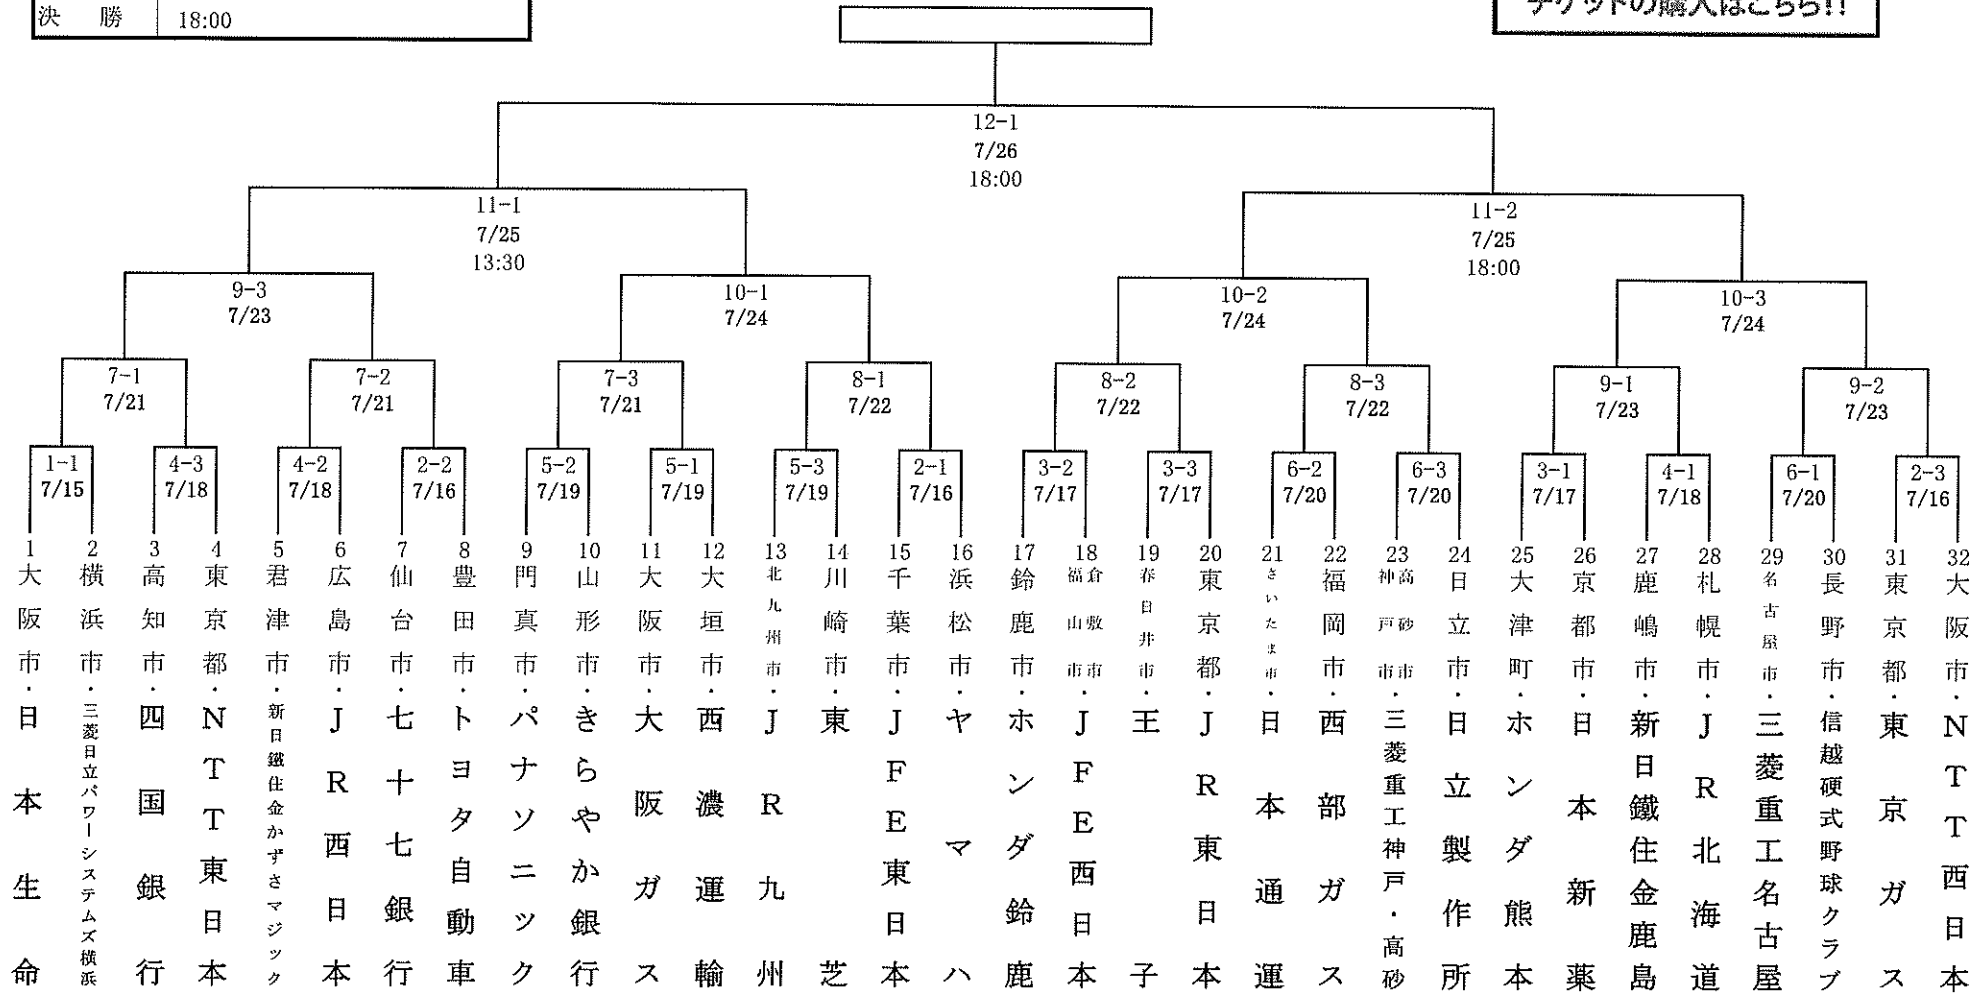 決 勝 18:00
チケットの購入はこちら!!
12-1
7/26
18:00
11-1
7/25
13:30
11-2
7/25
18:00
9-3
7/23
10-1
7/24
10-2
7/24
10-3
7/24
7-1
7/21
7-2
7/21
7-3
7/21
8-1
7/22
8-2
7/22
8-3
7/22
9-1
7/23
9-2
7/23
1-1
7/15
4-3
7/18
4-2
7/18
2-2
7/16
5-2
7/19
5-1
7/19
5-3
7/19
2-1
7/16
3-2
7/17
3-3
7/17
6-2
7/20
6-3
7/20
3-1
7/17
4-1
7/18
6-1
7/20
2-3
7/16
1 大阪市・日本生命
2 横浜市・三菱日立パワーシステムズ横浜
3 高知市・四国銀行
4 東京都・NTT東日本
5 君津市・新日鐵住金かずさマジック
6 広島市・JR西日本
7 仙台市・七十七銀行
8 豊田市・トヨタ自動車
9 門真市・パナソニック
10 山形市・きらやか銀行
11 大阪市・大阪ガス
12 大垣市・西濃運輸
13 北九州市・JR九州
14 川崎市・東芝
15 千葉市・JFE東日本
16 浜松市・ヤマハ
17 鈴鹿市・ホンダ鈴鹿
18 倉敷市 福山市・JFE西日本
19 春日井市・王子
20 東京都・JR東日本
21 さいたま市・日本通運
22 福岡市・西部ガス
23 高砂市 神戸市・三菱重工神戸・高砂
24 日立市・日立製作所
25 大津町・ホンダ熊本
26 京都市・日本新薬
27 鹿嶋市・新日鐵住金鹿島
28 札幌市・JR北海道
29 名古屋市・三菱重工名古屋
30 長野市・信越硬式野球クラブ
31 東京都・東京ガス
32 大阪市・NTT西日本